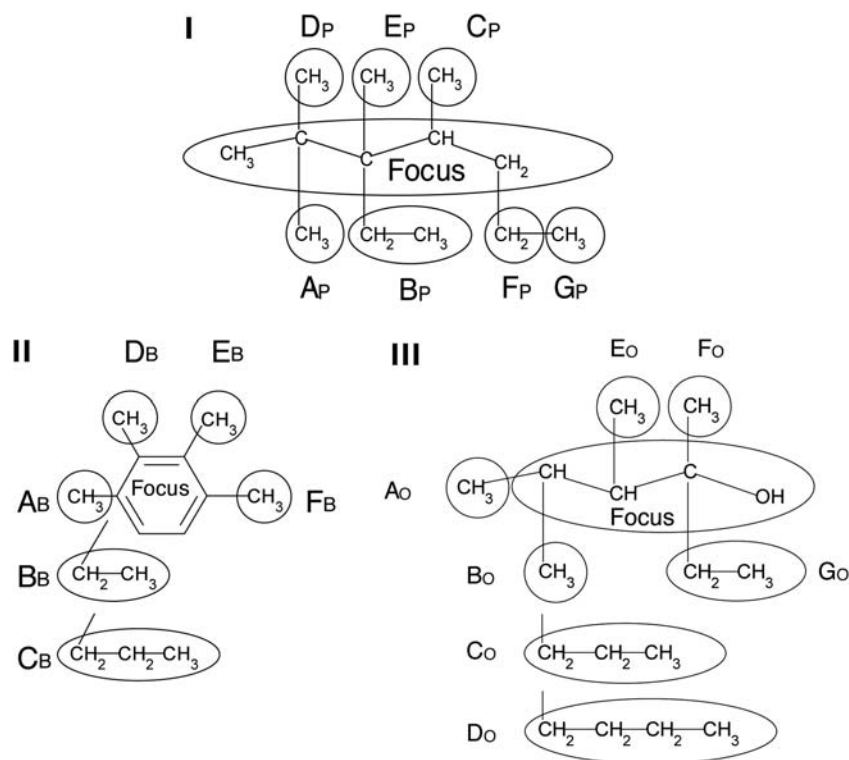 I
DP EP CP
CH3 CH3 CH3
C CH
CH3 C CH2
Focus
CH3 CH2 CH3 CH2 CH3
AP BP FP GP
II III
DB EB
EO FO
CH3 CH3
CH3 CH3
AB CH3 Focus CH3 FB
AO CH3 CH C
CH OH
Focus
BB CH2 CH3
BO CH3 CH2 CH3 GO
CB CH2 CH2 CH3
CO CH2 CH2 CH3
DO CH2 CH2 CH2 CH3